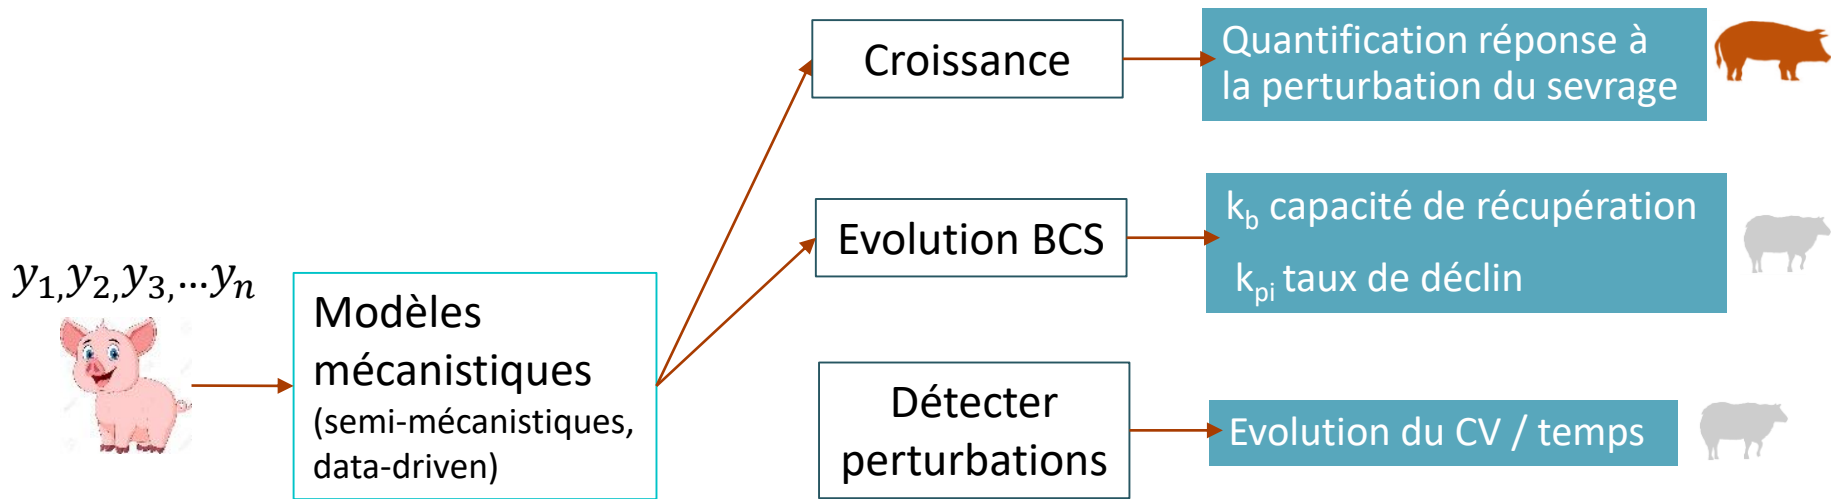 y1,y2,y3,...yn
Modèles
mécanistiques
(semi-mécanistiques,
data-driven)
Croissance
Quantification réponse à
la perturbation du sevrage
Evolution BCS
kb capacité de récupération
kpi taux de déclin
Détecter
perturbations
Evolution du CV / temps